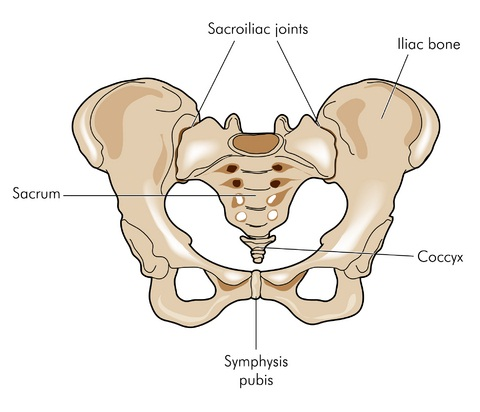 Sacroiliac joints
Iliac bone
Sacrum
Coccyx
Symphysis
pubis